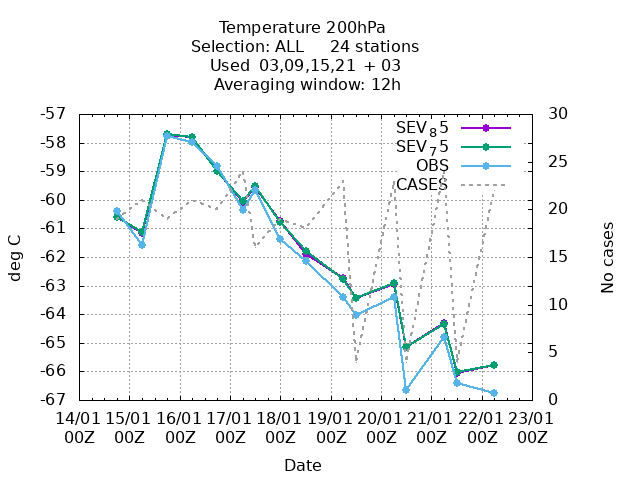 Temperature 200hPa
Selection: ALL 24 stations
Used 03,09,15,21 + 03
Averaging window: 12h
-57 30
SEV₈5
-58
SEV₇5
-59 OBS 25
CASES
-60 20
-61
deg C
-62 15
No cases
-63
-64 10
-65 5
-66
-67 0
14/01 15/01 16/01 17/01 18/01 19/01 20/01 21/01 22/01 23/01
00Z 00Z 00Z 00Z 00Z 00Z 00Z 00Z 00Z 00Z
Date